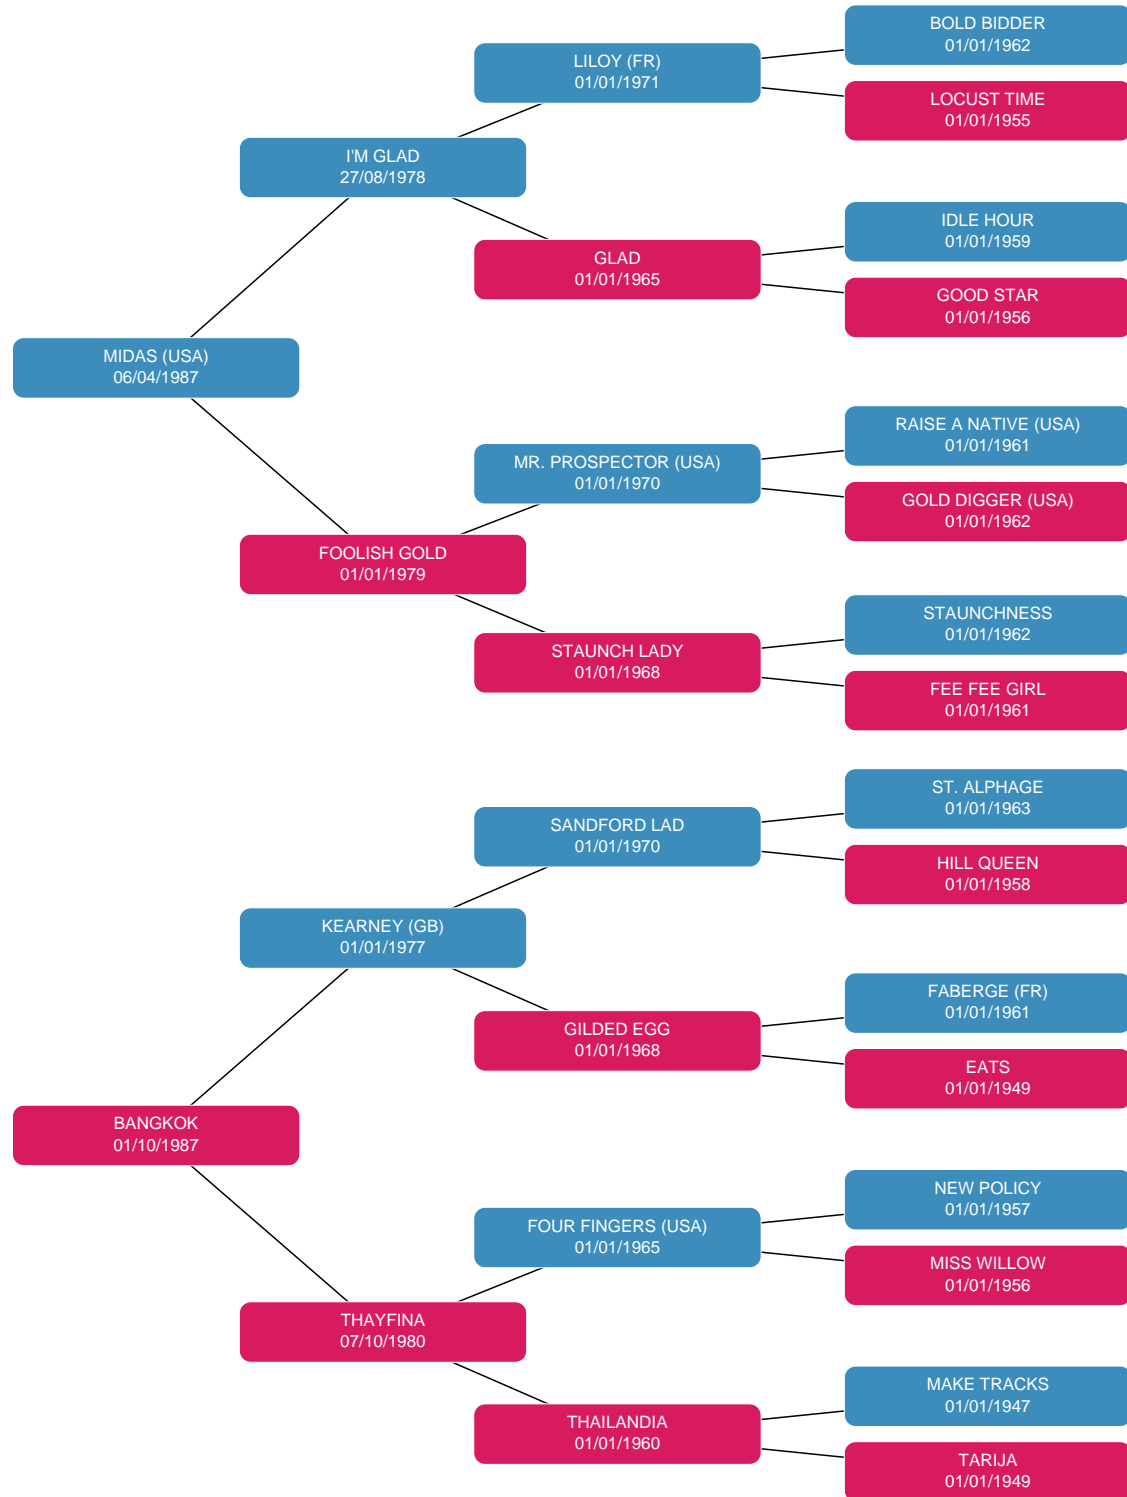 BOLD BIDDER
01/01/1962
LILOY (FR)
01/01/1971
LOCUST TIME
01/01/1955
I'M GLAD
27/08/1978
IDLE HOUR
01/01/1959
GLAD
01/01/1965
GOOD STAR
01/01/1956
MIDAS (USA)
06/04/1987
RAISE A NATIVE (USA)
01/01/1961
MR. PROSPECTOR (USA)
01/01/1970
GOLD DIGGER (USA)
01/01/1962
FOOLISH GOLD
01/01/1979
STAUNCHNESS
01/01/1962
STAUNCH LADY
01/01/1968
FEE FEE GIRL
01/01/1961
ST. ALPHAGE
01/01/1963
SANDFORD LAD
01/01/1970
HILL QUEEN
01/01/1958
KEARNEY (GB)
01/01/1977
FABERGE (FR)
01/01/1961
GILDED EGG
01/01/1968
EATS
01/01/1949
BANGKOK
01/10/1987
NEW POLICY
01/01/1957
FOUR FINGERS (USA)
01/01/1965
MISS WILLOW
01/01/1956
THAYFINA
07/10/1980
MAKE TRACKS
01/01/1947
THAILANDIA
01/01/1960
TARIJA
01/01/1949